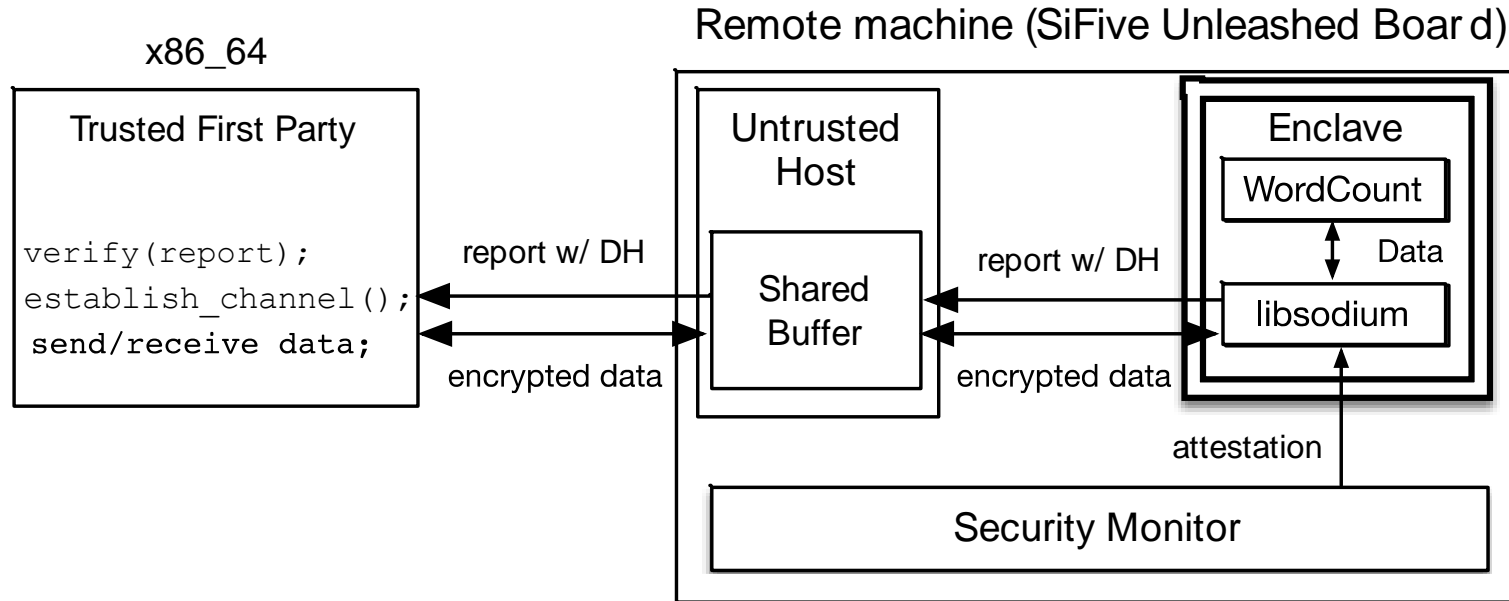 Remote machine (SiFive Unleashed Board)
x86_64
Trusted First Party
verify(report);
establish_channel();
send/receive data;
report w/ DH
encrypted data
Untrusted
Host
Shared
Buffer
report w/ DH
encrypted data
Enclave
WordCount
Data
libsodium
attestation
Security Monitor